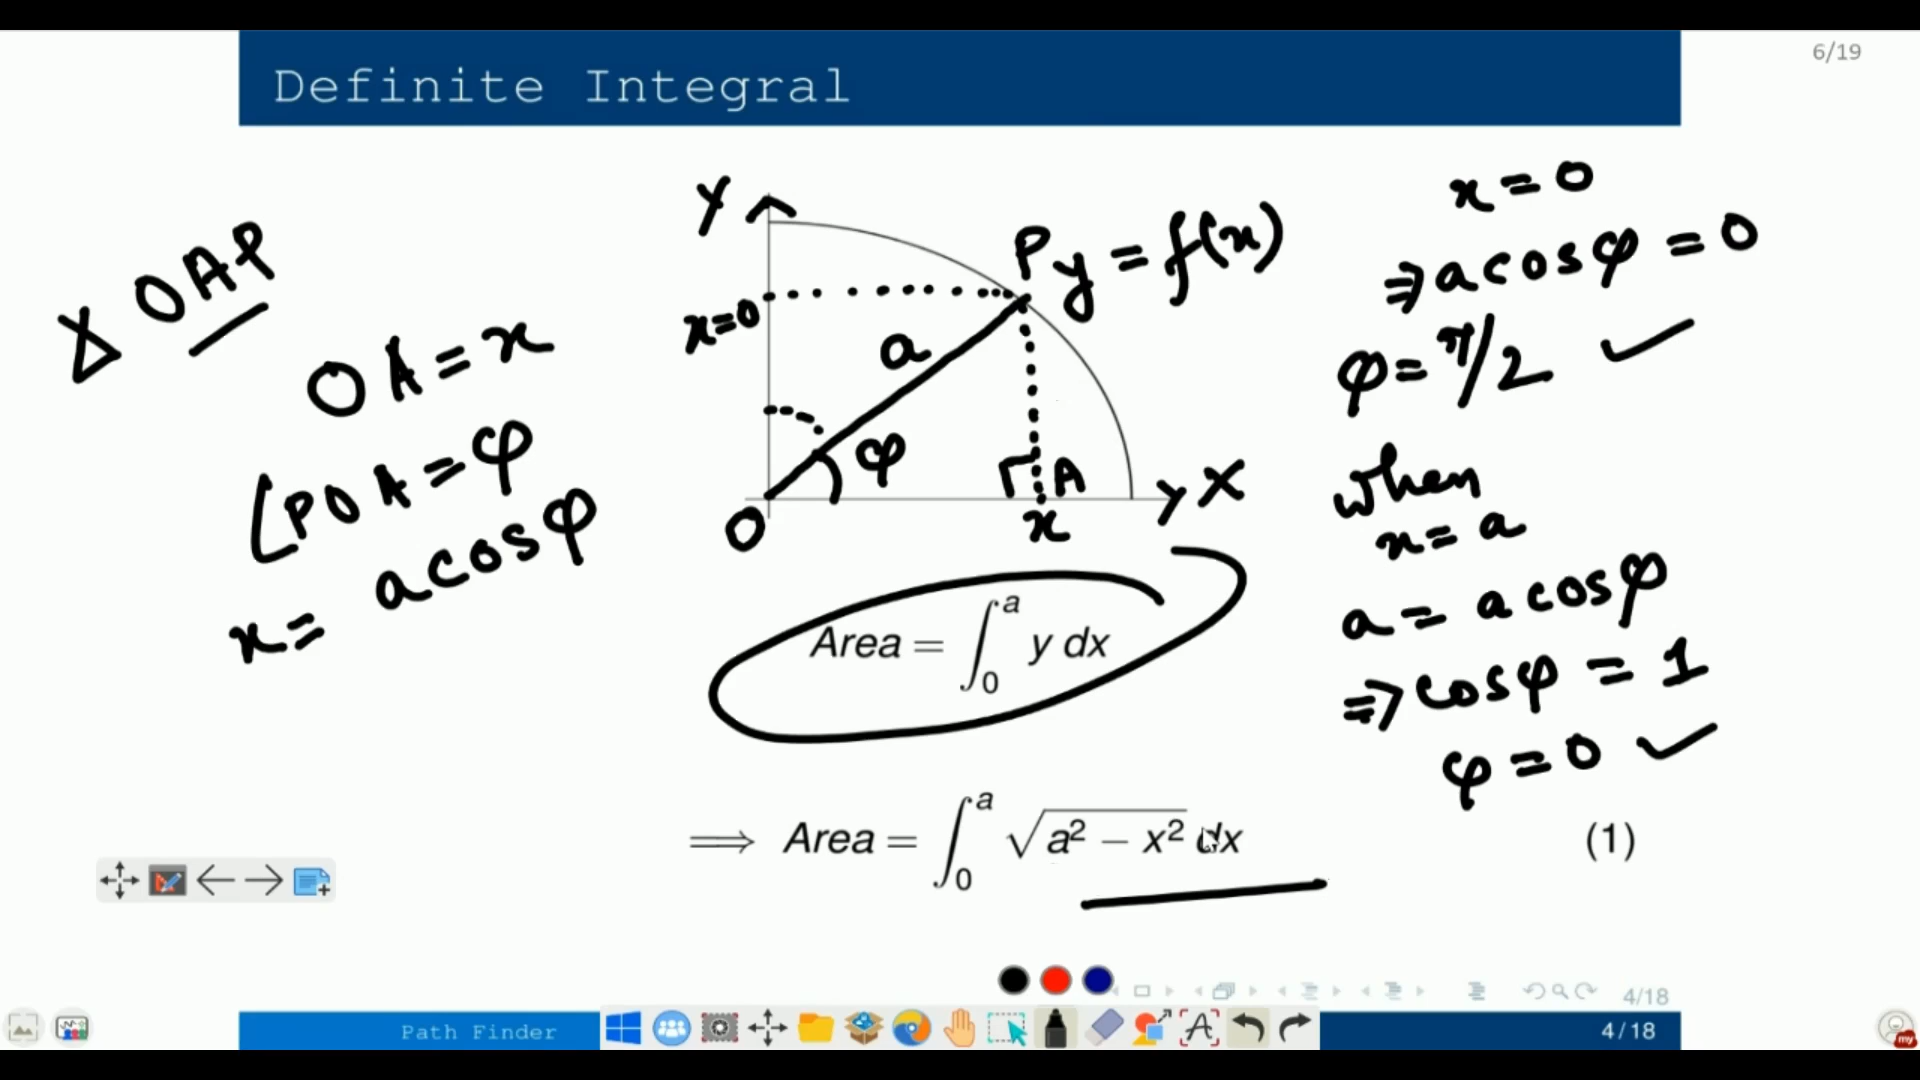 6/19
Definite Integral
Δ OAP
OA = x
∠POA = φ
x = a cos φ
Y
P
y = f(x)
x=0
a
φ
A
O
x
X
Area = ∫₀ᵃ y dx
⟹ Area = ∫₀ᵃ √(a² − x²) dx
(1)
x = 0
⇒ a cos φ = 0
φ = π/2 ✓
when
x = a
a = a cos φ
⇒ cos φ = 1
φ = 0 ✓
4/18
Path Finder
4/18
my